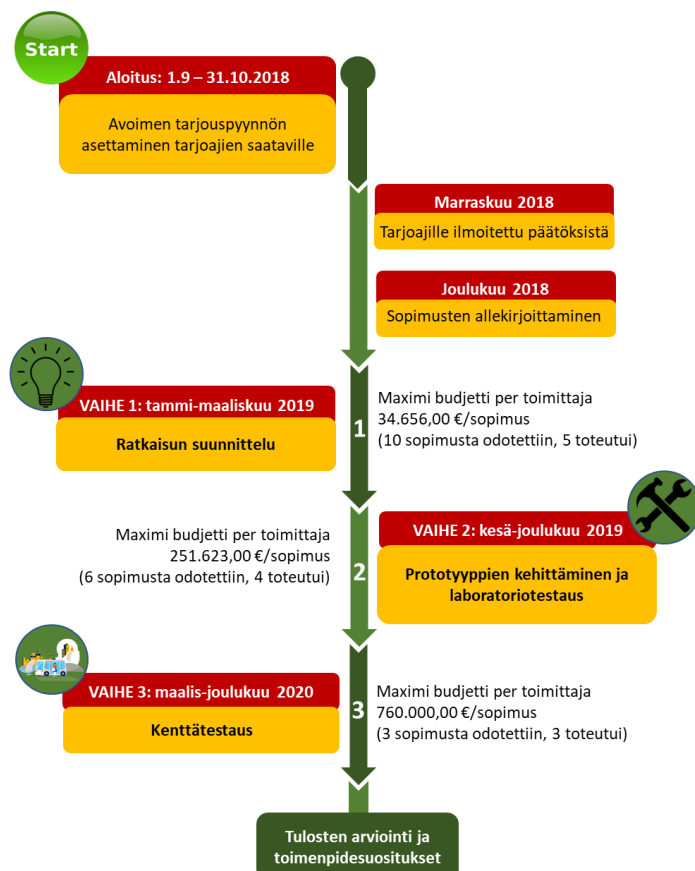 Start
Aloitus: 1.9 – 31.10.2018
Avoimen tarjouspyynnön
asettaminen tarjoajien saataville
Marraskuu 2018
Tarjoajille ilmoitettu päätöksistä
Joulukuu 2018
Sopimusten allekirjoittaminen
VAIHE 1: tammi-maaliskuu 2019
Ratkaisun suunnittelu
1
Maximi budjetti per toimittaja
34.656,00 €/sopimus
(10 sopimusta odotettiin, 5 toteutui)
VAIHE 2: kesä-joulukuu 2019
Prototyyppien kehittäminen ja
laboratoriotestaus
2
Maximi budjetti per toimittaja
251.623,00 €/sopimus
(6 sopimusta odotettiin, 4 toteutui)
VAIHE 3: maalis-joulukuu 2020
Kenttätestaus
3
Maximi budjetti per toimittaja
760.000,00 €/sopimus
(3 sopimusta odotettiin, 3 toteutui)
Tulosten arviointi ja
toimenpidesuositukset